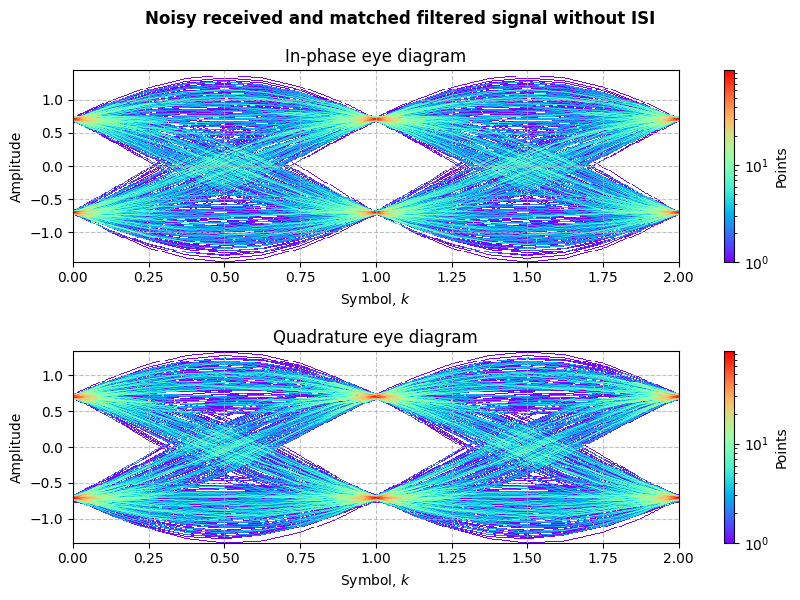 Noisy received and matched filtered signal without ISI
In-phase eye diagram
Amplitude
1.0
0.5
0.0
−0.5
−1.0
0.00 0.25 0.50 0.75 1.00 1.25 1.50 1.75 2.00
Symbol, k
10¹
10⁰
Points
Quadrature eye diagram
Amplitude
1.0
0.5
0.0
−0.5
−1.0
0.00 0.25 0.50 0.75 1.00 1.25 1.50 1.75 2.00
Symbol, k
10¹
10⁰
Points